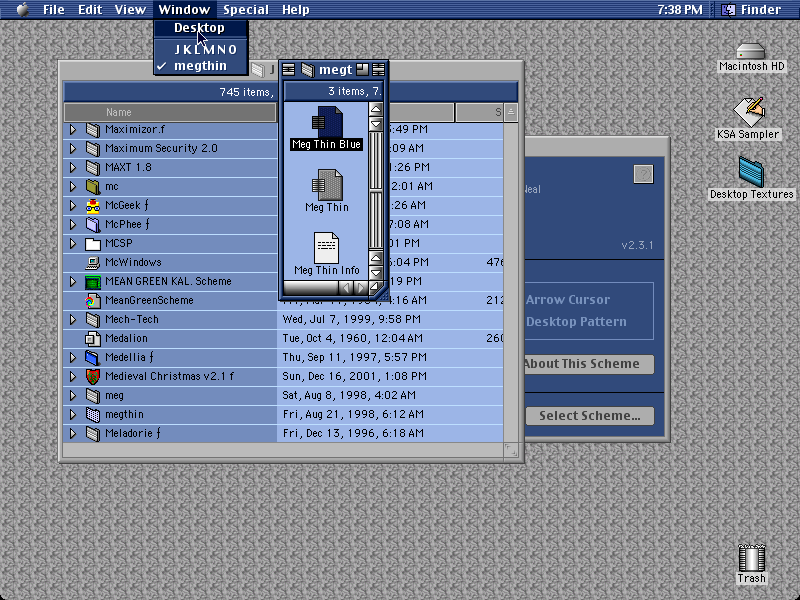 File Edit View Window Special Help 7:38 PM Finder
Desktop
J K L M N O
megthin
J
megt
745 items,
3 items, 7.
Name
S
Meg Thin Blue
Meg Thin
Meg Thin Info
Maximizor.f :49 PM
Maximum Security 2.0 :09 AM
MAXT 1.8 :26 PM
mc 2:01 AM
McGeek ƒ :26 AM
McPhee ƒ 7:08 AM
MCSP :01 PM
McWindows 6:04 PM 476
MEAN GREEN KAL. Scheme :19 PM
MeanGreenScheme 4:16 AM 212
Mech-Tech Wed, Jul 7, 1999, 9:58 PM
Medalion Tue, Oct 4, 1960, 12:04 AM 260
Medellia ƒ Thu, Sep 11, 1997, 5:57 PM
Medieval Christmas v2.1 f Sun, Dec 16, 2001, 1:08 PM
meg Sat, Aug 8, 1998, 4:02 AM
megthin Fri, Aug 21, 1998, 6:12 AM
Meladorie ƒ Fri, Dec 13, 1996, 6:18 AM
?
Neal
v2.3.1
Arrow Cursor
Desktop Pattern
About This Scheme
Select Scheme...
Macintosh HD
KSA Sampler
Desktop Textures
Trash